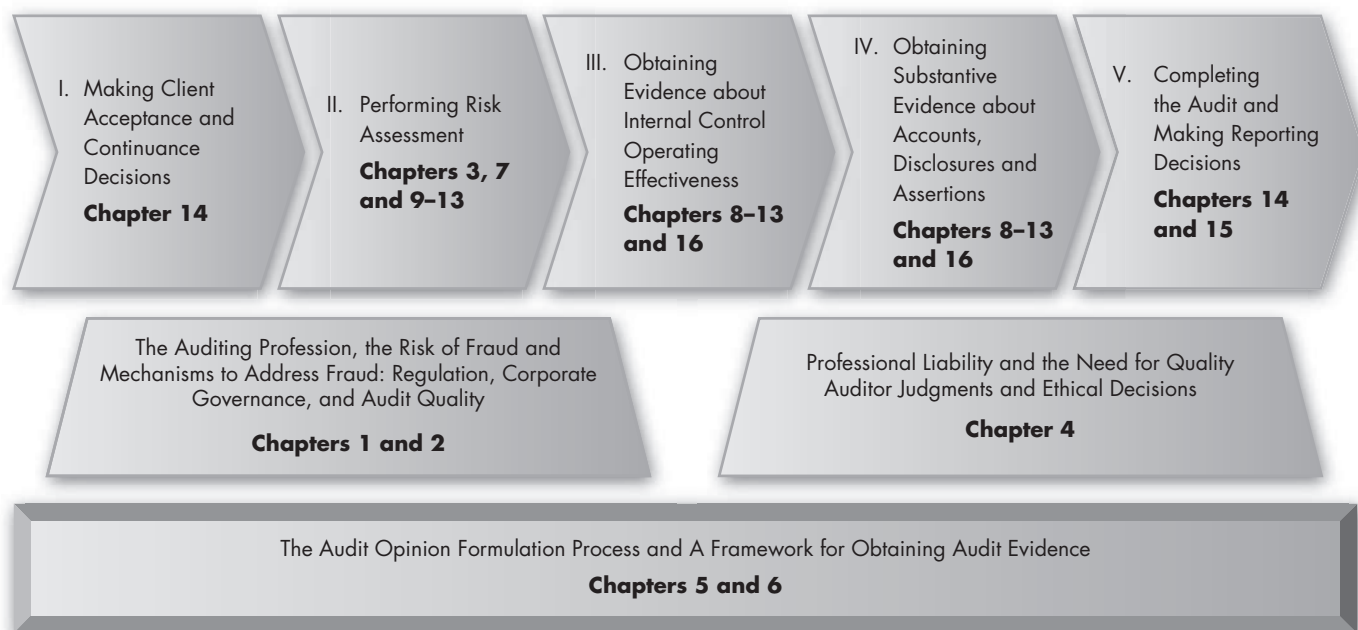 I. Making Client
Acceptance and
Continuance
Decisions
Chapter 14
II. Performing Risk
Assessment
Chapters 3, 7
and 9–13
III. Obtaining
Evidence about
Internal Control
Operating
Effectiveness
Chapters 8–13
and 16
IV. Obtaining
Substantive
Evidence about
Accounts,
Disclosures and
Assertions
Chapters 8–13
and 16
V. Completing
the Audit and
Making Reporting
Decisions
Chapters 14
and 15
The Auditing Profession, the Risk of Fraud and
Mechanisms to Address Fraud: Regulation, Corporate
Governance, and Audit Quality
Chapters 1 and 2
Professional Liability and the Need for Quality
Auditor Judgments and Ethical Decisions
Chapter 4
The Audit Opinion Formulation Process and A Framework for Obtaining Audit Evidence
Chapters 5 and 6